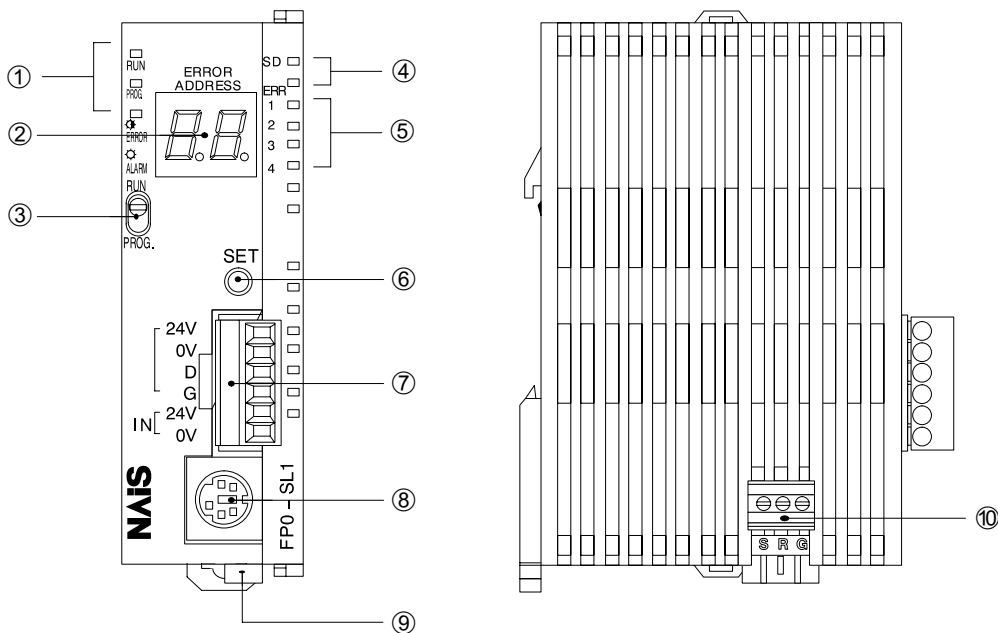 ①
RUN
PROG.
ERROR
ALARM
RUN
PROG.
②
③
ERROR
ADDRESS
SD
ERR
1
2
3
4
④
⑤
SET
⑥
24V
0V
D
G
IN
24V
0V
⑦
NAiS
FP0 – SL1
⑧
⑨
S R G
⑩